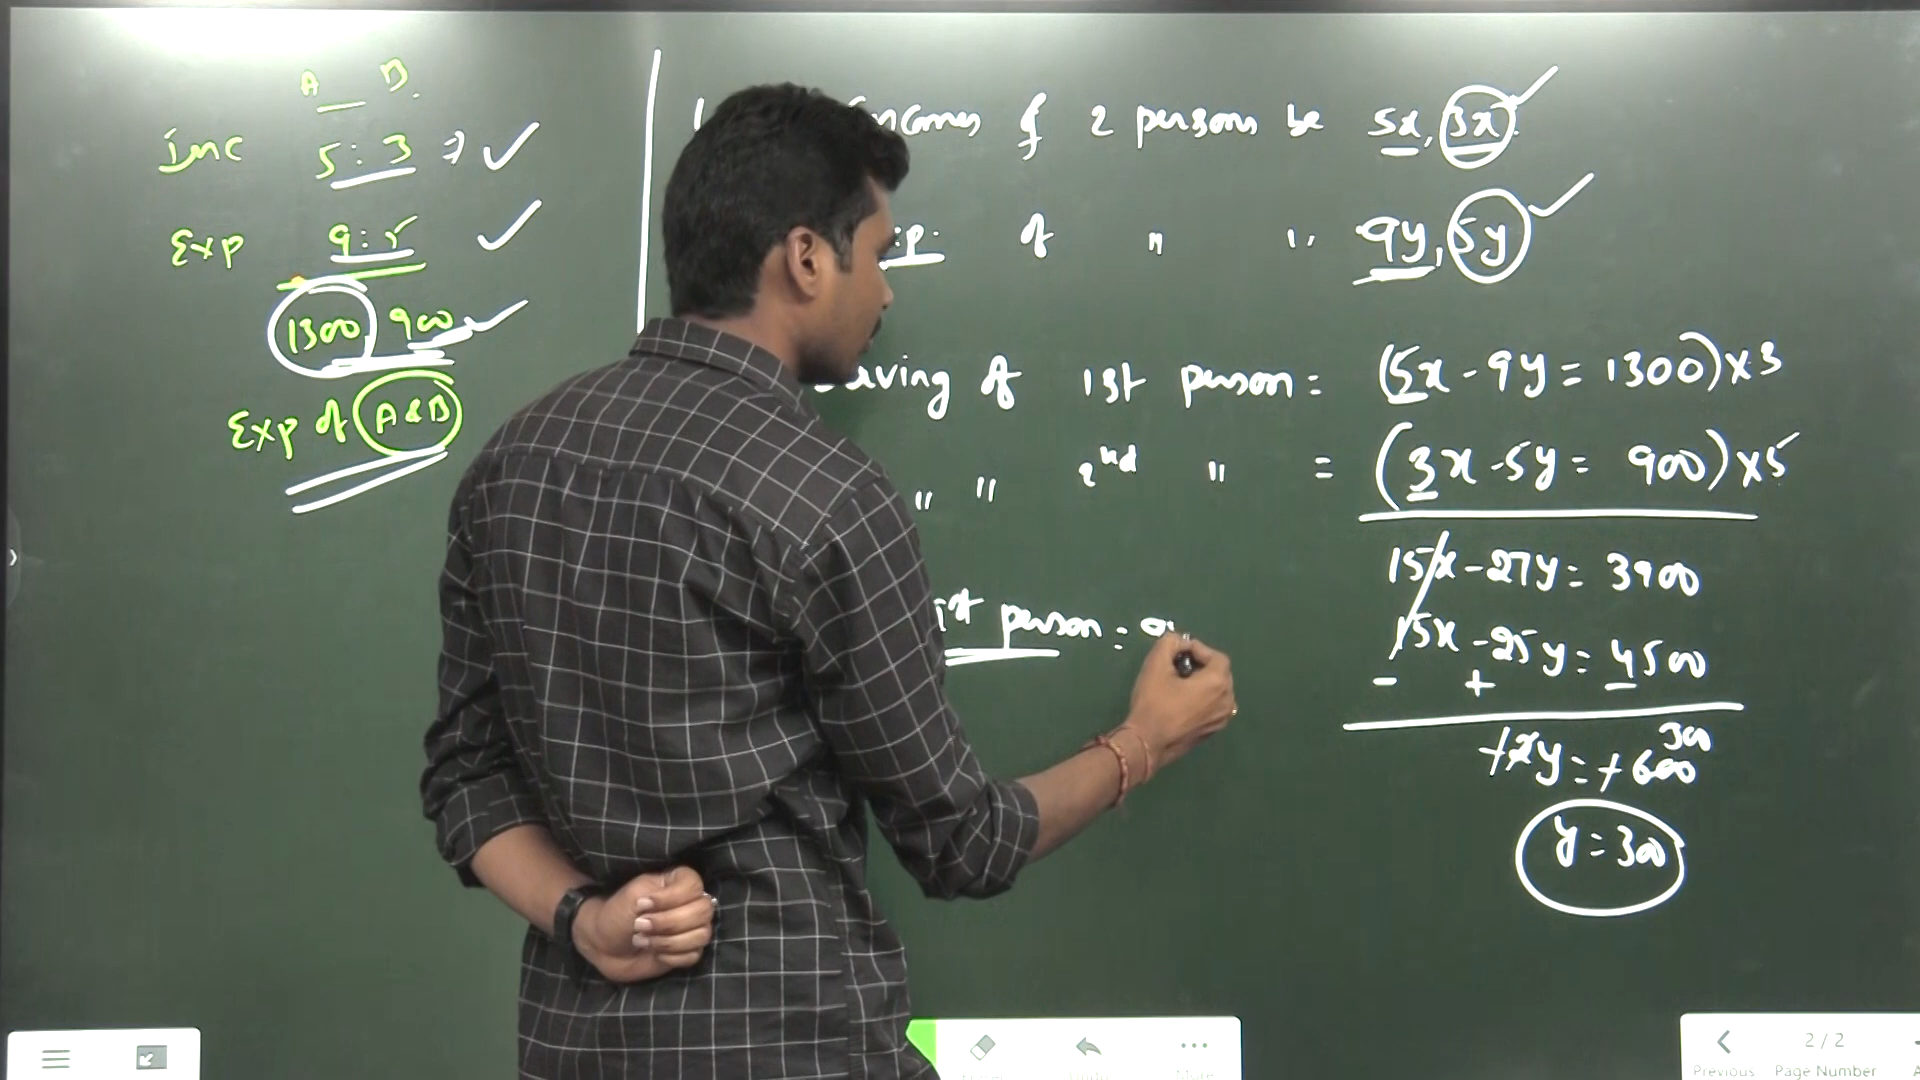 A B
Inc 5:3 ⇒ ✓
Exp 9:5 ✓
1300 900 ✓
Exp of A&B
of 2 persons be 5x, 3x. ✓
of " " 9y, 5y ✓
of 1st person = (5x - 9y = 1300) x 3
" " 2nd " = (3x - 5y = 900) x 5
15x - 27y = 3900
15x - 25y = 4500
- +
+2y = +600 300
y = 300
1st person =
2 / 2
Previous Page Number
More